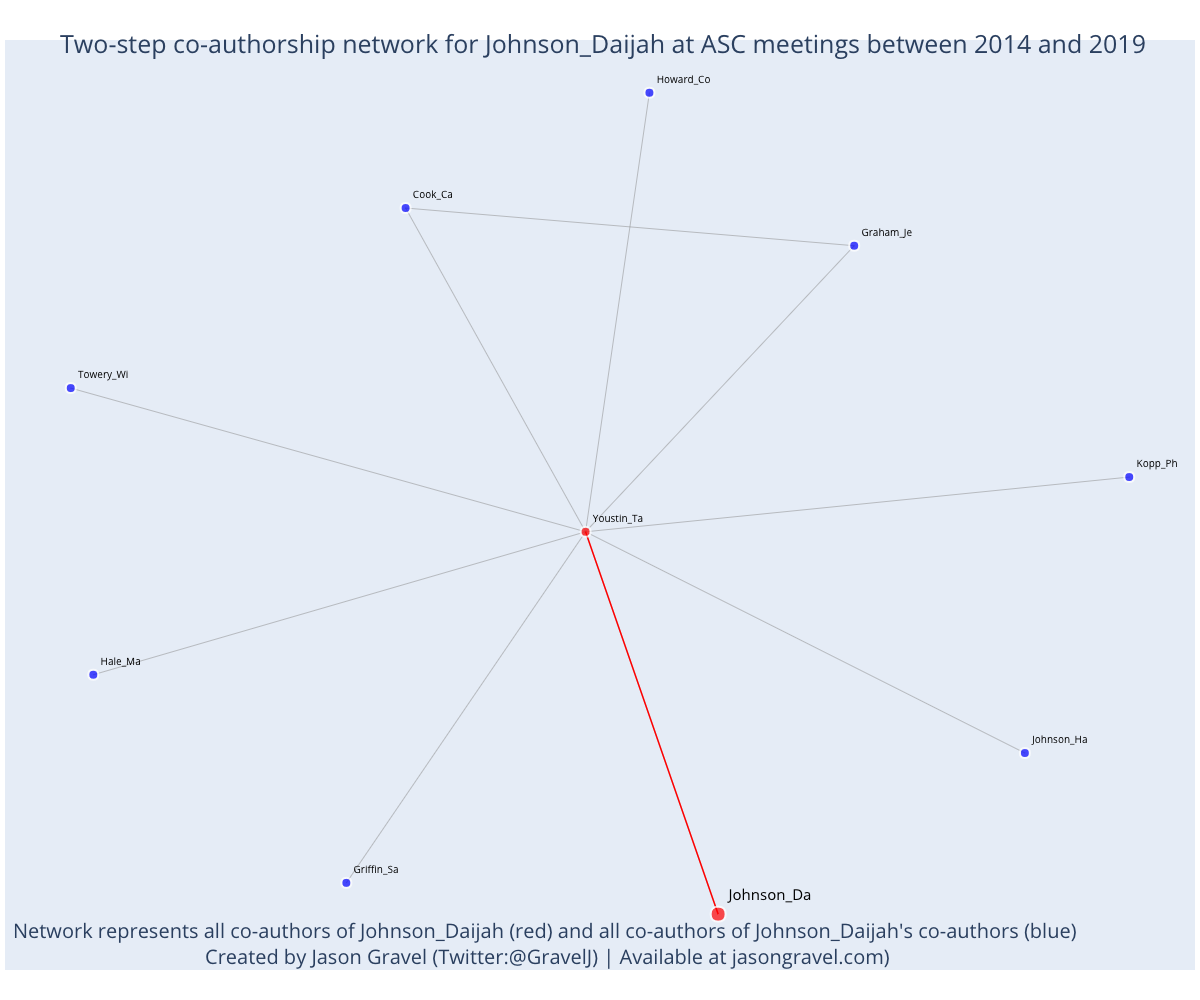 Two-step co-authorship network for Johnson_Daijah at ASC meetings between 2014 and 2019
Howard_Co
Cook_Ca
Graham_Je
Towery_Wi
Kopp_Ph
Youstin_Ta
Hale_Ma
Johnson_Ha
Griffin_Sa
Johnson_Da
Network represents all co-authors of Johnson_Daijah (red) and all co-authors of Johnson_Daijah's co-authors (blue)
Created by Jason Gravel (Twitter:@GravelJ) | Available at jasongravel.com)